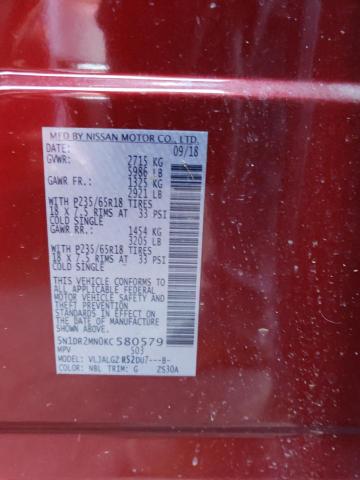 MFD BY NISSAN MOTOR CO., LTD.
DATE: 09/18
GVWR: 2715 KG
5986 LB
GAWR FR.: 1325 KG
2921 LB
WITH P235/65R18 TIRES
18 X 7.5 RIMS AT 33 PSI
COLD SINGLE
GAWR RR.: 1454 KG
3205 LB
WITH P235/65R18 TIRES
18 X 7.5 RIMS AT 33 PSI
COLD SINGLE
THIS VEHICLE CONFORMS TO
ALL APPLICABLE FEDERAL
MOTOR VEHICLE SAFETY AND
THEFT PREVENTION
STANDARDS IN EFFECT ON
THE DATE OF MANUFACTURE
SHOWN ABOVE.
5N1DR2MN0KC580579
MPV 503
VLJALGZ R52DU7---B-
COLOR: NBL TRIM: G ZS30A